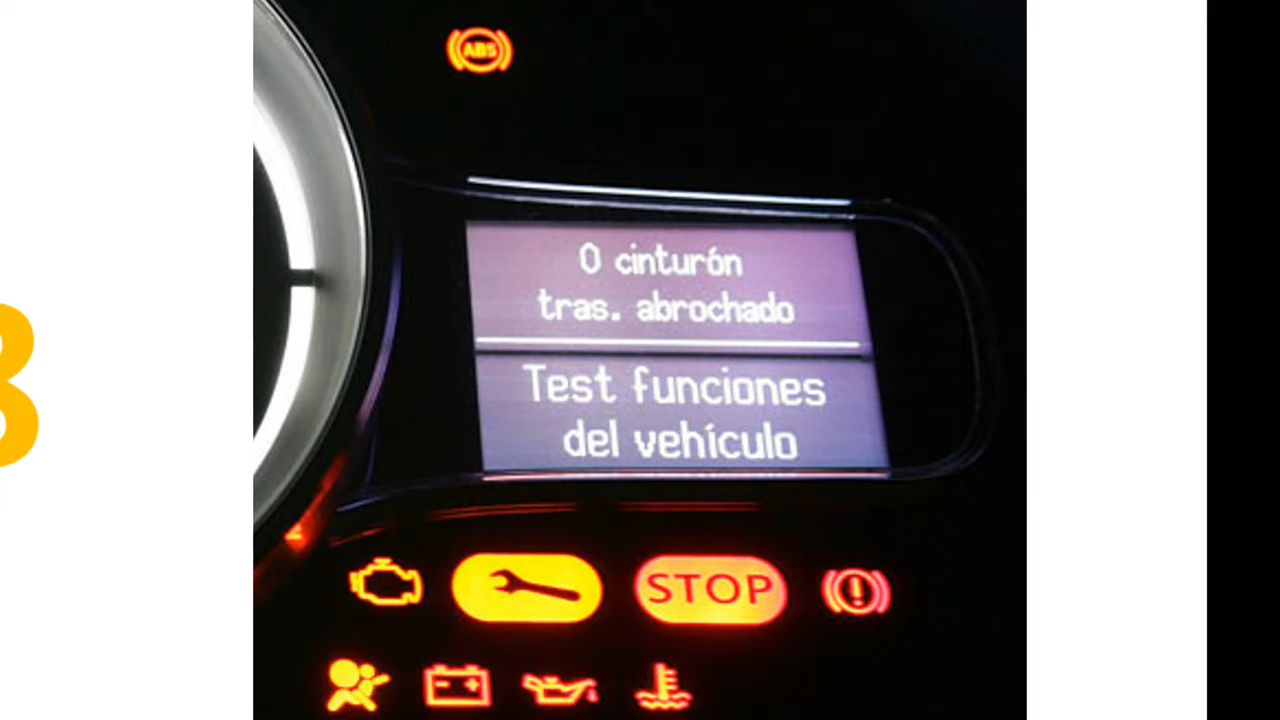 ABS
0 cinturón
tras. abrochado
Test funciones
del vehículo
STOP